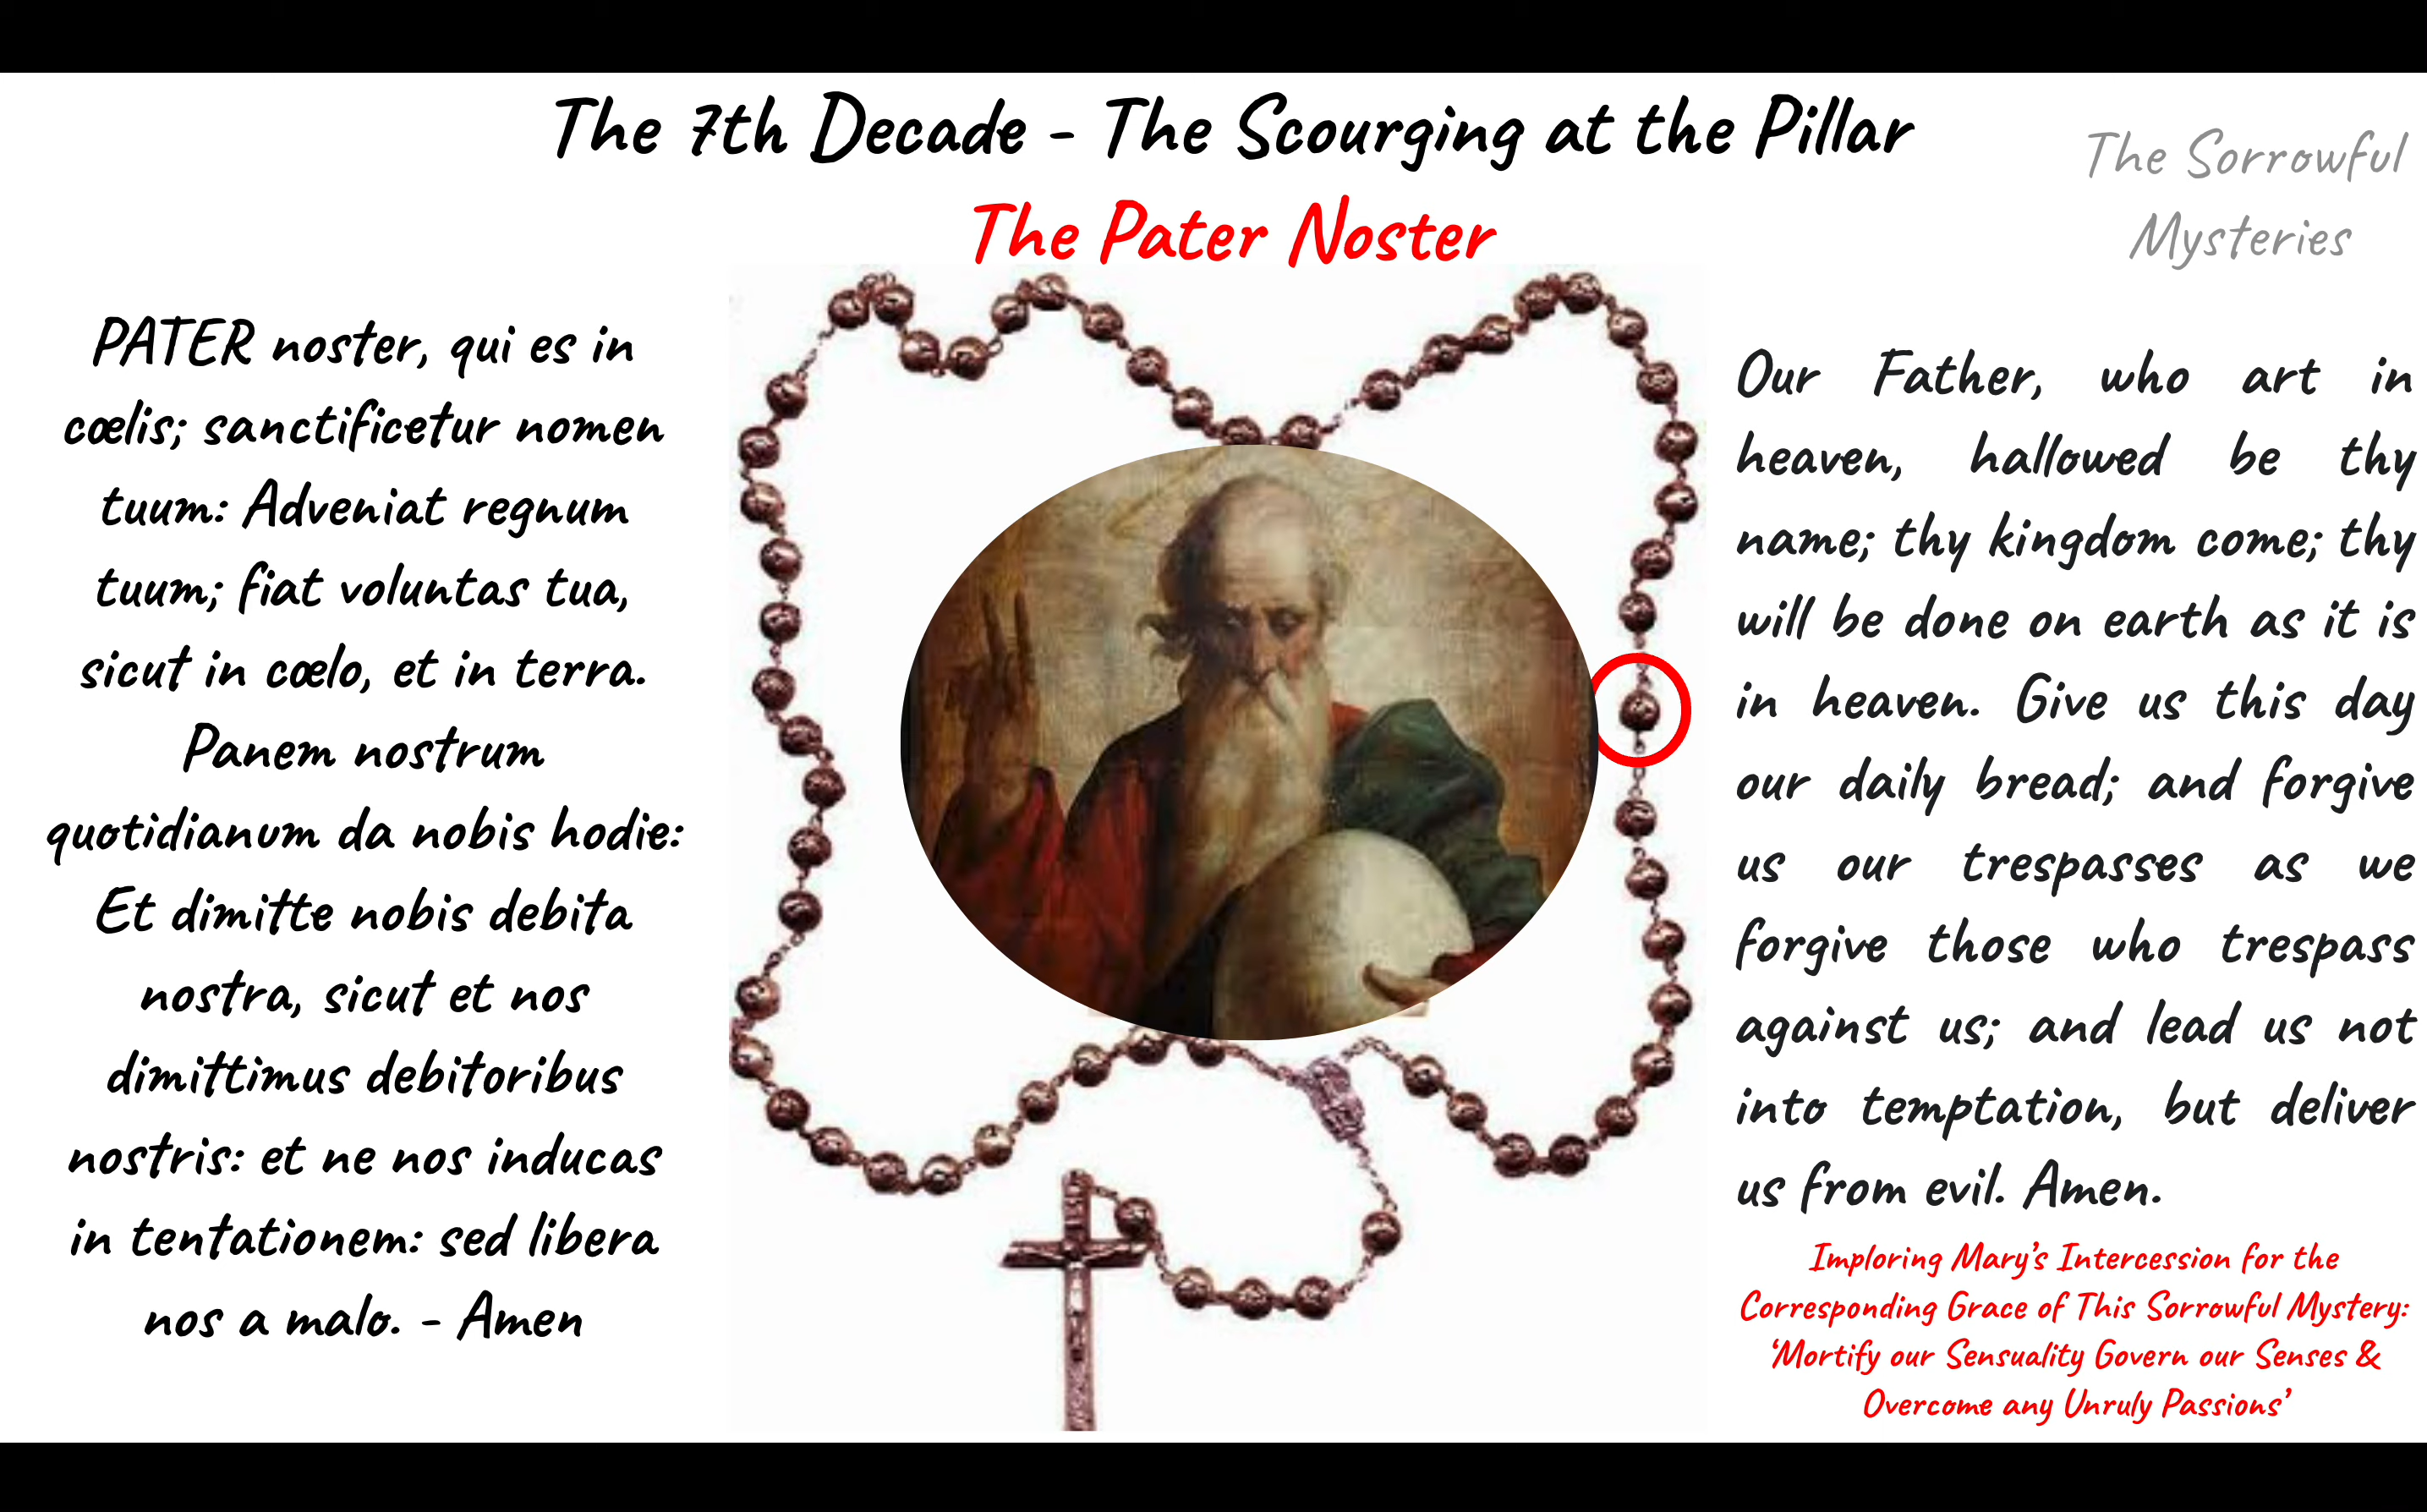 The 7th Decade - The Scourging at the Pillar
The Pater Noster
The Sorrowful
Mysteries
PATER noster, qui es in
cœlis; sanctificetur nomen
tuum: Adveniat regnum
tuum; fiat voluntas tua,
sicut in cœlo, et in terra.
Panem nostrum
quotidianum da nobis hodie:
Et dimitte nobis debita
nostra, sicut et nos
dimittimus debitoribus
nostris: et ne nos inducas
in tentationem: sed libera
nos a malo. - Amen
Our Father, who art in
heaven, hallowed be thy
name; thy kingdom come; thy
will be done on earth as it is
in heaven. Give us this day
our daily bread; and forgive
us our trespasses as we
forgive those who trespass
against us; and lead us not
into temptation, but deliver
us from evil. Amen.
Imploring Mary's Intercession for the
Corresponding Grace of This Sorrowful Mystery:
'Mortify our Sensuality Govern our Senses &
Overcome any Unruly Passions'